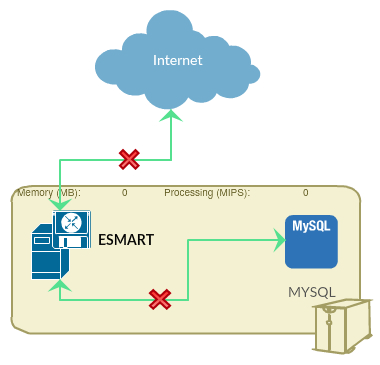 Internet
Memory (MB): 0 Processing (MIPS): 0
MySQL
ESMART
MYSQL